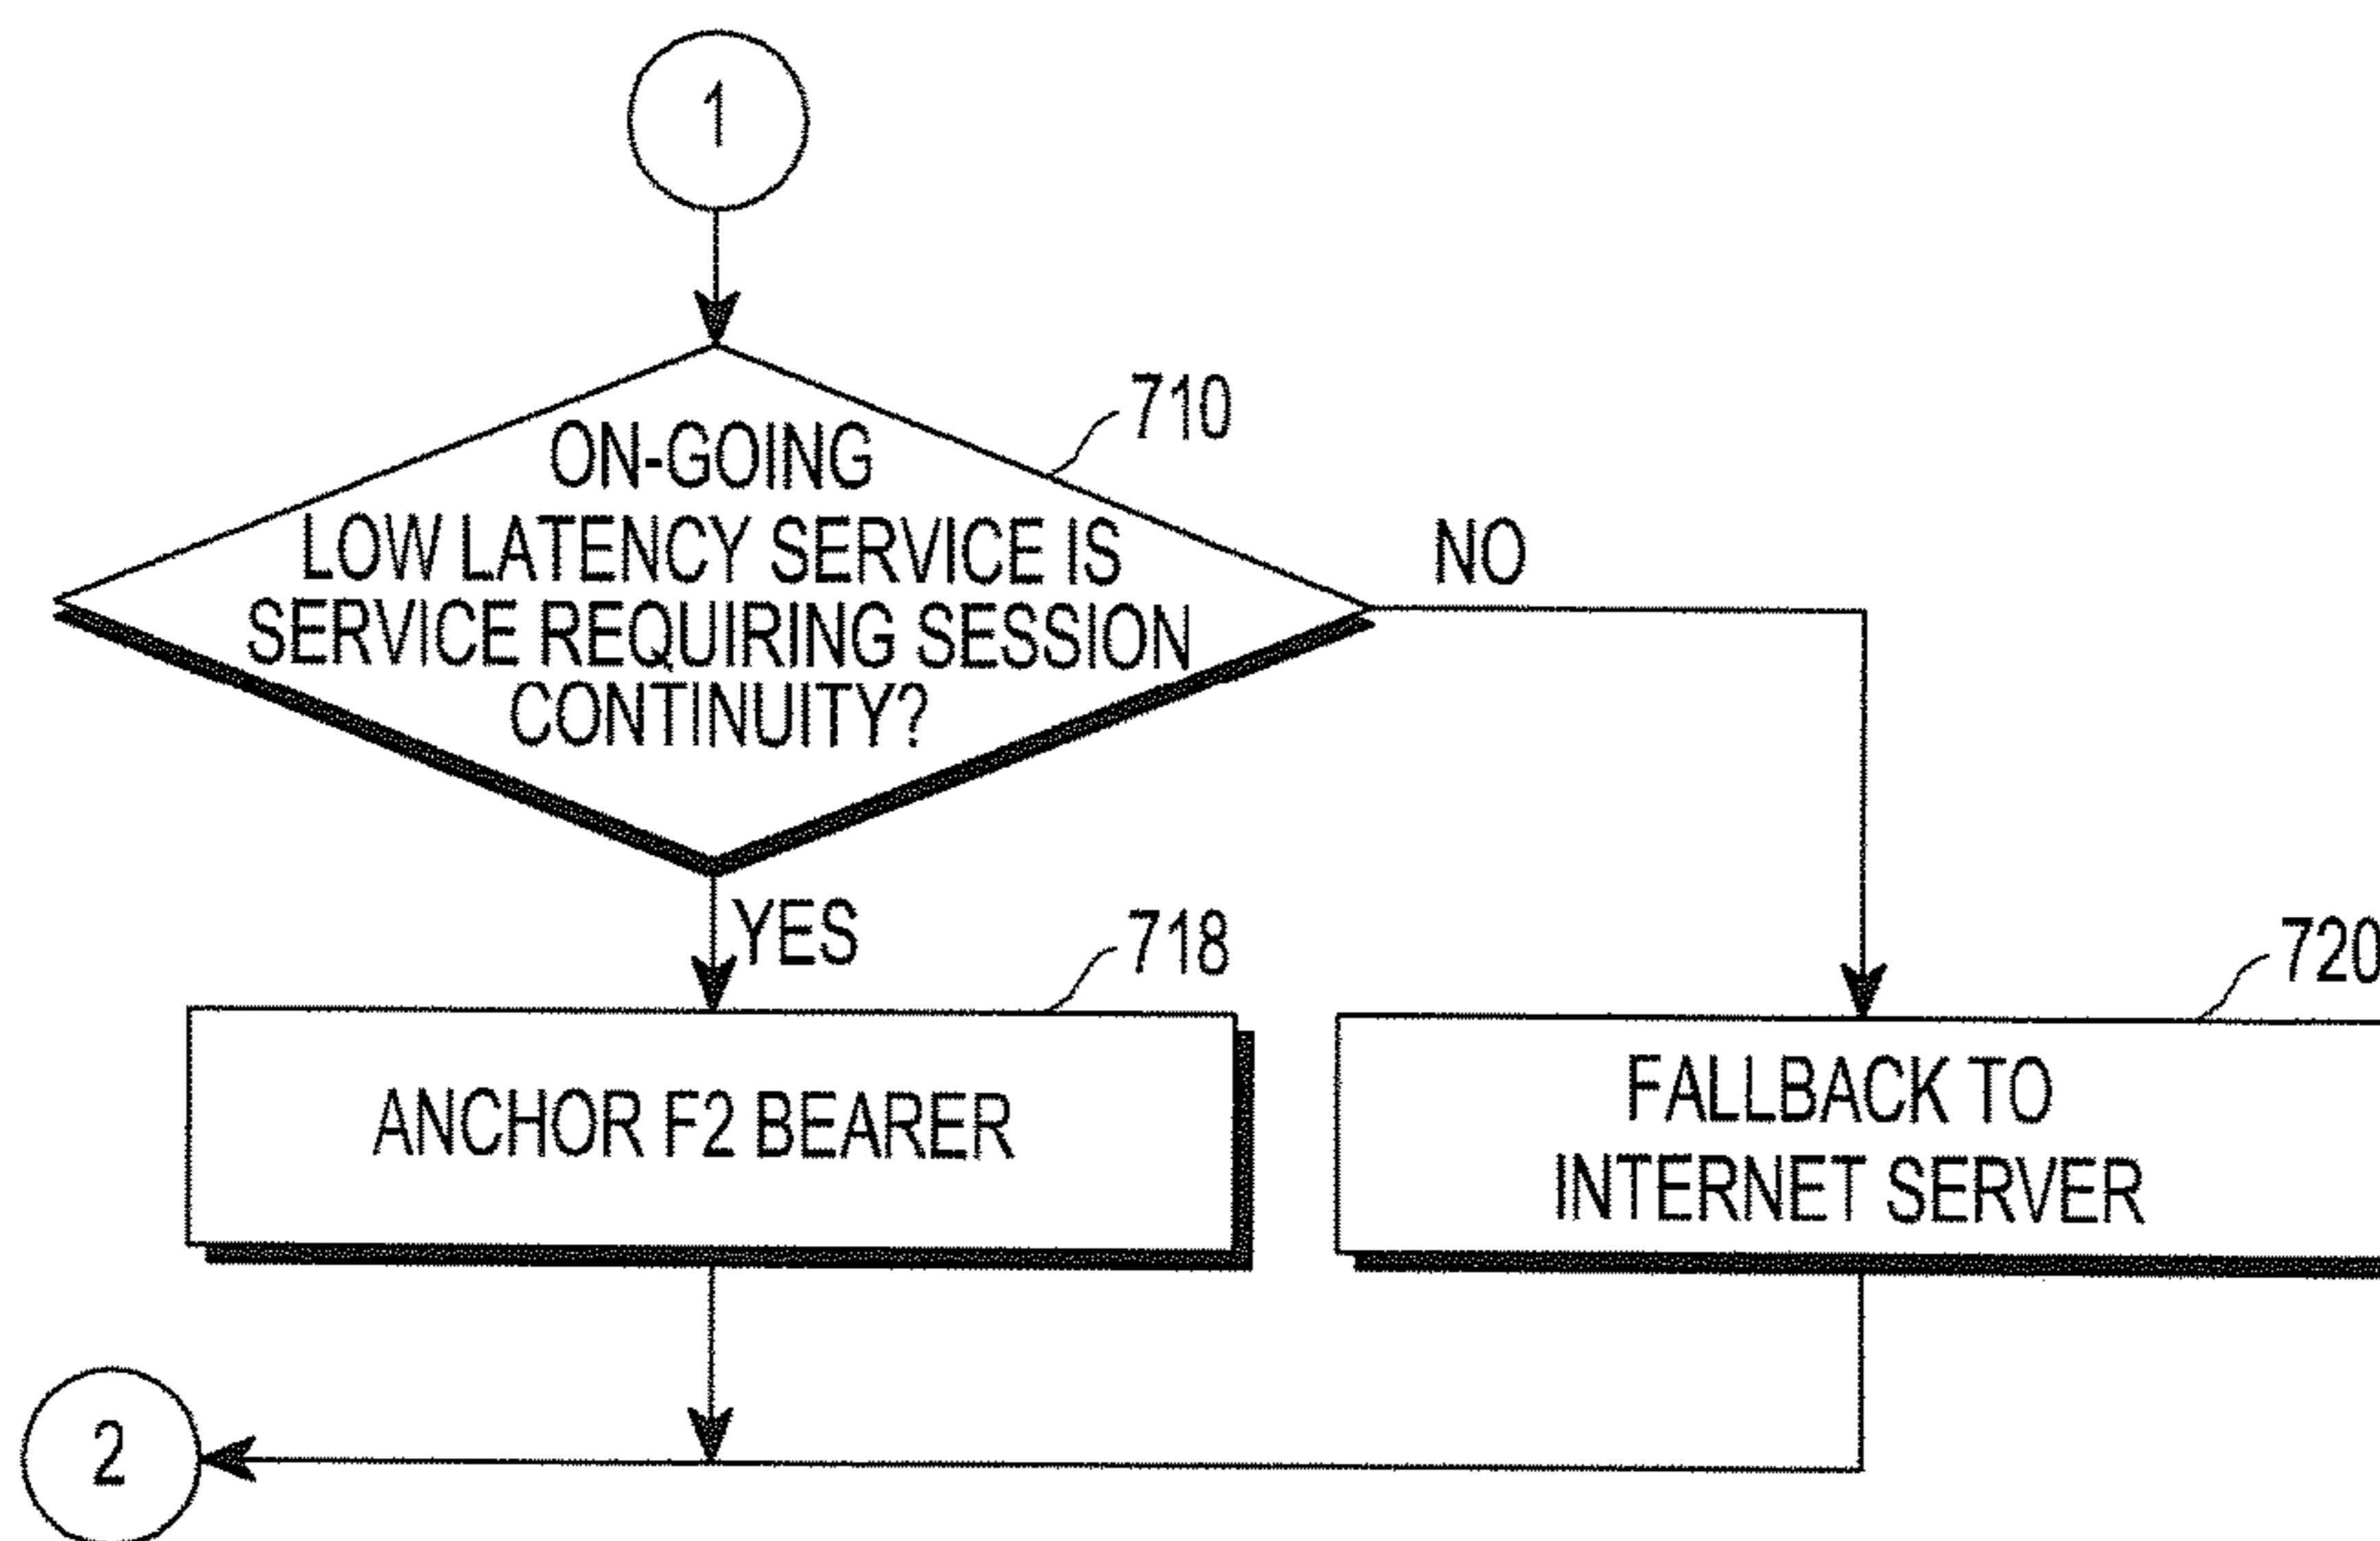 1
710
ON-GOING
LOW LATENCY SERVICE IS
SERVICE REQUIRING SESSION
CONTINUITY?
NO
YES
718
720
ANCHOR F2 BEARER
FALLBACK TO
INTERNET SERVER
2